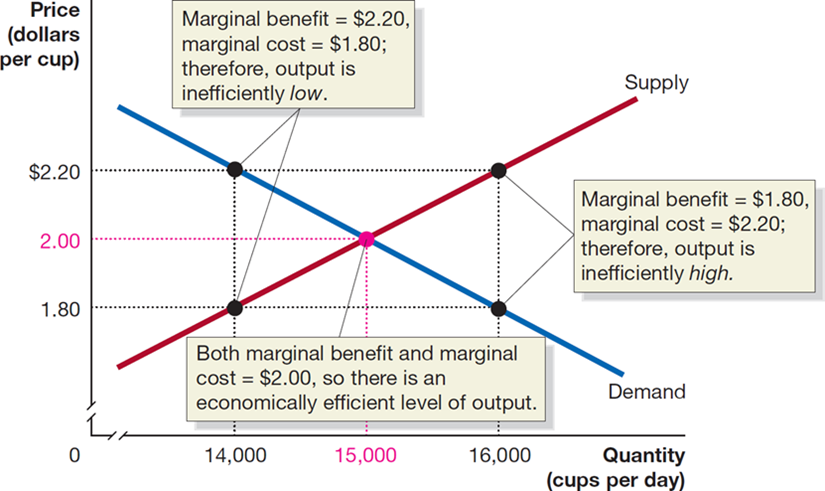 Price
(dollars
per cup)
Marginal benefit = $2.20,
marginal cost = $1.80;
therefore, output is
inefficiently low.
Supply
$2.20
Marginal benefit = $1.80,
marginal cost = $2.20;
therefore, output is
inefficiently high.
2.00
1.80
Both marginal benefit and marginal
cost = $2.00, so there is an
economically efficient level of output.
Demand
0
14,000
15,000
16,000
Quantity
(cups per day)